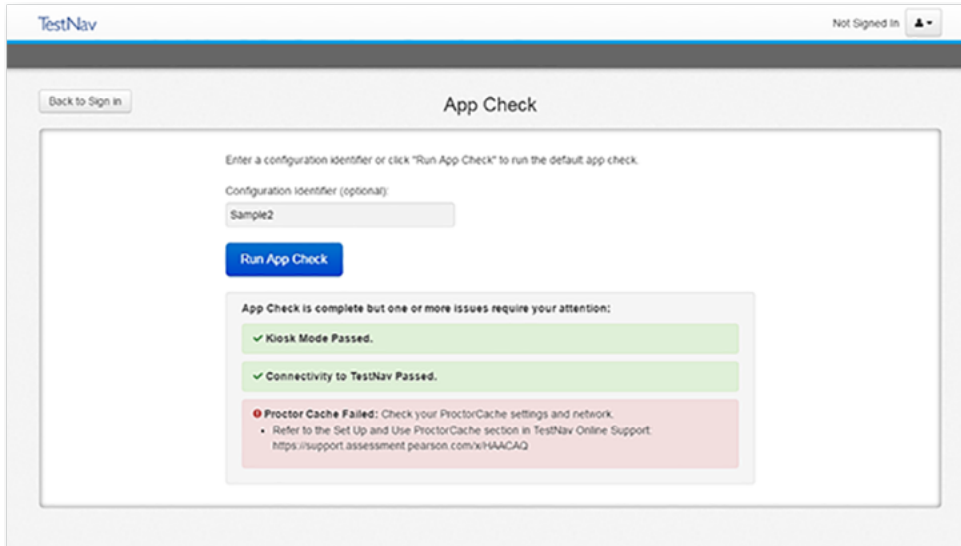 TestNav
Not Signed In
Back to Sign in
App Check
Enter a configuration identifier or click "Run App Check" to run the default app check.
Configuration Identifier (optional):
Sample2
Run App Check
App Check is complete but one or more issues require your attention:
Kiosk Mode Passed.
Connectivity to TestNav Passed.
Proctor Cache Failed: Check your ProctorCache settings and network.
• Refer to the Set Up and Use ProctorCache section in TestNav Online Support:
https://support.assessment.pearson.com/x/HAACAQ